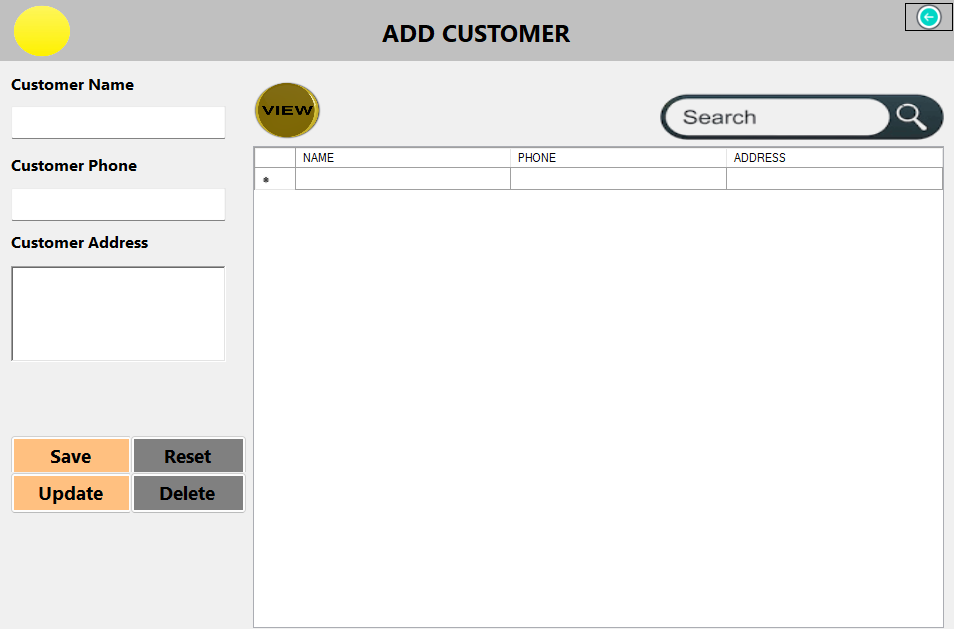 ADD CUSTOMER
Customer Name
VIEW
Search
Customer Phone
NAME PHONE ADDRESS
*
Customer Address
Save Reset
Update Delete